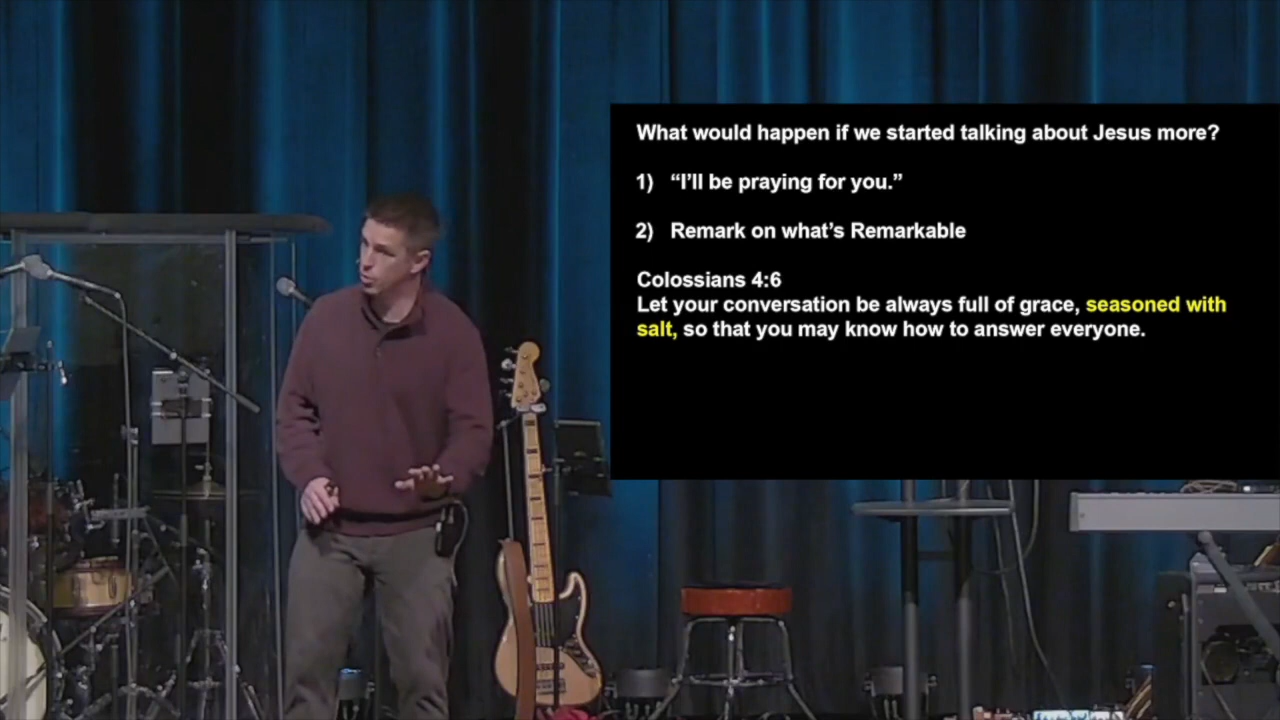 What would happen if we started talking about Jesus more?
1) “I’ll be praying for you.”
2) Remark on what’s Remarkable
Colossians 4:6
Let your conversation be always full of grace, seasoned with
salt, so that you may know how to answer everyone.